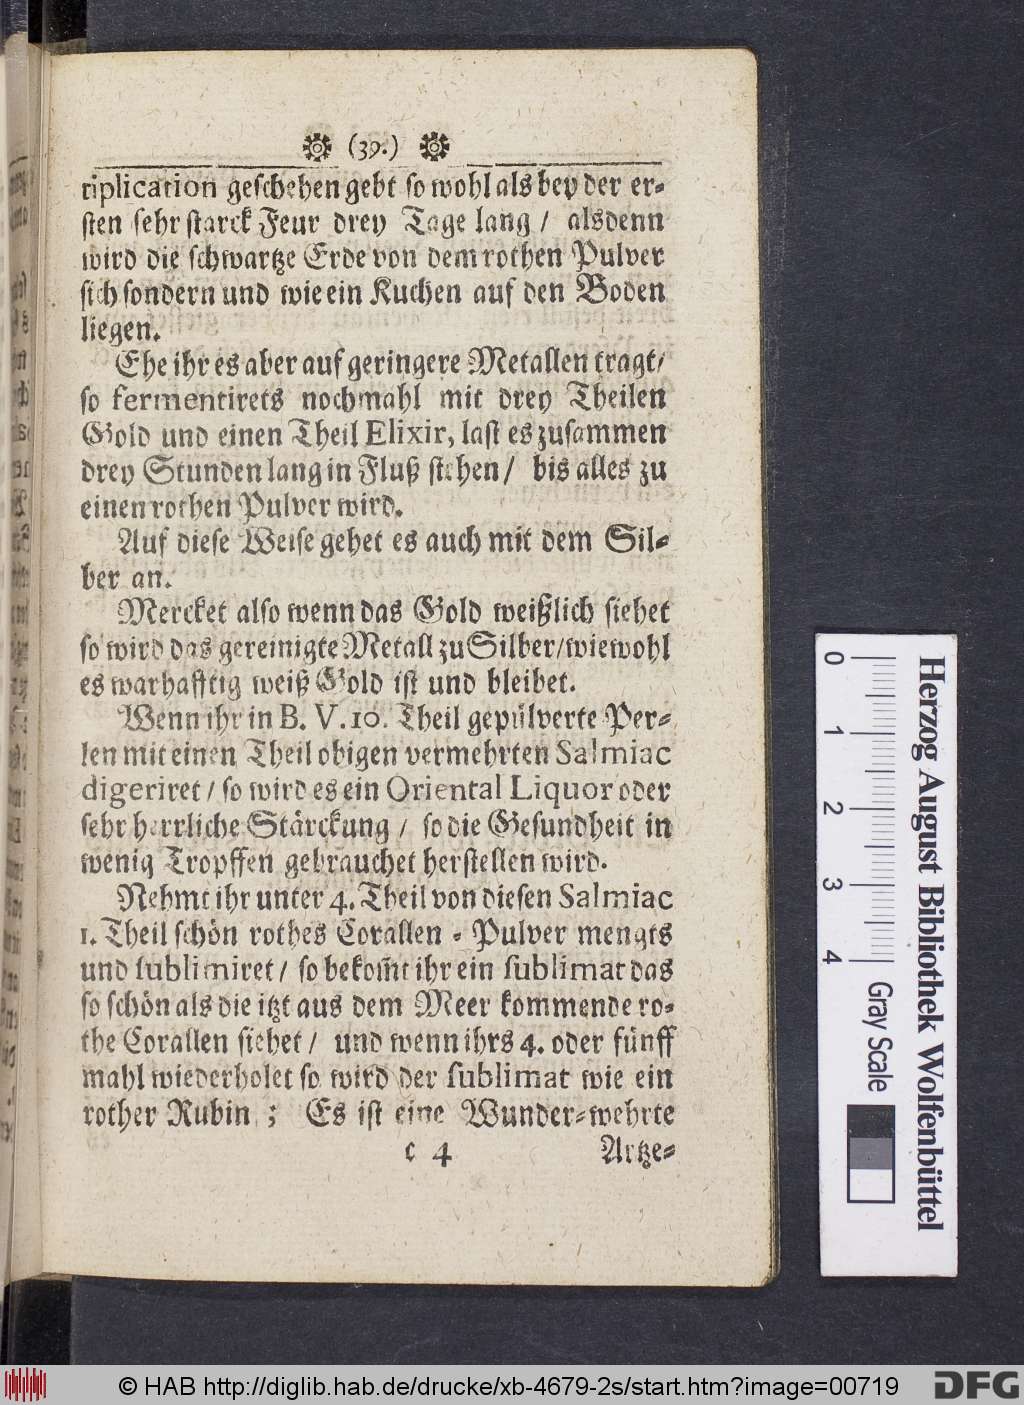 (39.)
tiplication geschehen gebt so wohl als bey der er-
sten sehr starck Feur drey Tage lang / alsdenn
wird die schwartze Erde von dem rothen Pulver
sich sondern und wie ein Kuchen auf den Boden
liegen.
Ehe ihr es aber auf geringere Metallen tragt/
so fermentirets nochmahl mit drey Theilen
Gold und einen Theil Elixir, last es zusammen
drey Stunden lang in Fluß stehen / bis alles zu
einen rothen Pulver wird.
Auf diese Weise gehet es auch mit dem Sil-
ber an.
Mercket also wenn das Gold weißlich siehet
so wird das gereinigte Metall zu Silber/wiewohl
es warhafftig weiß Gold ist und bleibet.
Wenn ihr in B. V. 10. Theil gepülverte Per-
len mit einen Theil obigen vermehrten Salmiac
digeriret / so wird es ein Oriental Liquor oder
sehr herrliche Stärckung / so die Gesundheit in
wenig Tropffen gebrauchet herstellen wird.
Nehmt ihr unter 4. Theil von diesen Salmiac
1. Theil schön rothes Corallen - Pulver mengts
und sublimiret / so bekom̃t ihr ein sublimat das
so schön als die itzt aus dem Meer kommende ro-
the Corallen siehet / und wenn ihrs 4. oder fünff
mahl wiederholet so wird der sublimat wie ein
rother Rubin ; Es ist eine Wunder-wehrte
c 4 Artze-
Herzog August Bibliothek Wolfenbüttel
0 1 2 3 4 Gray Scale
© HAB http://diglib.hab.de/drucke/xb-4679-2s/start.htm?image=00719
DFG